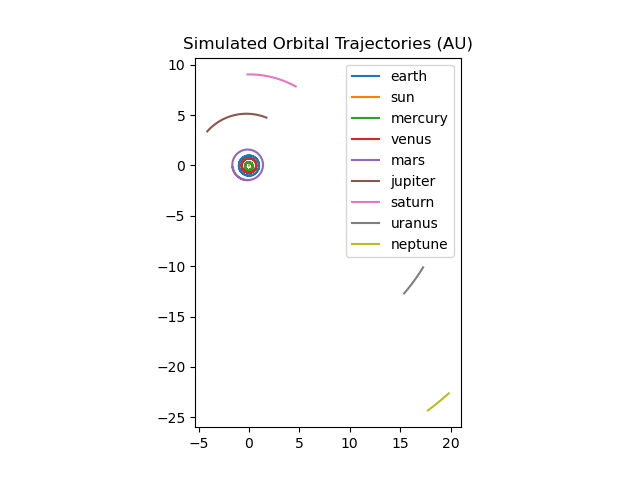 Simulated Orbital Trajectories (AU)
10
5
0
−5
−10
−15
−20
−25
−5
0
5
10
15
20
earth
sun
mercury
venus
mars
jupiter
saturn
uranus
neptune